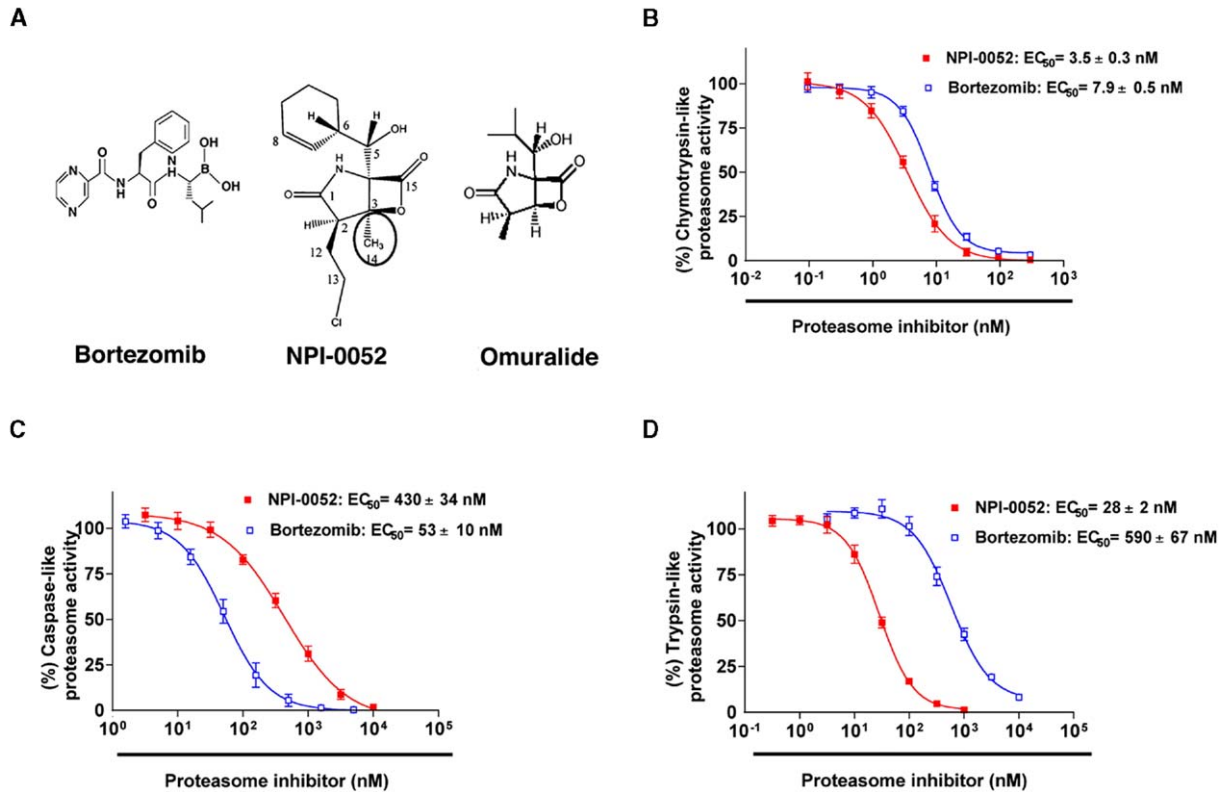 A
H
6
H
OH
8
5
H
N
O
O
15
1
3
O
H
2
CH₃
14
12
13
Cl
N
N
O
N
H
O
H
N
OH
B
OH
H
OH
H
N
O
O
H
O
H
Bortezomib
NPI-0052
Omuralide
B
NPI-0052: EC₅₀= 3.5 ± 0.3 nM
Bortezomib: EC₅₀= 7.9 ± 0.5 nM
(%) Chymotrypsin-like
proteasome activity
100
75
50
25
0
10⁻² 10⁻¹ 10⁰ 10¹ 10² 10³
Proteasome inhibitor (nM)
C
NPI-0052: EC₅₀= 430 ± 34 nM
Bortezomib: EC₅₀= 53 ± 10 nM
(%) Caspase-like
proteasome activity
100
75
50
25
0
10⁰ 10¹ 10² 10³ 10⁴ 10⁵
Proteasome inhibitor (nM)
D
NPI-0052: EC₅₀= 28 ± 2 nM
Bortezomib: EC₅₀= 590 ± 67 nM
(%) Trypsin-like
proteasome activity
100
75
50
25
0
10⁻¹ 10⁰ 10¹ 10² 10³ 10⁴ 10⁵
Proteasome inhibitor (nM)